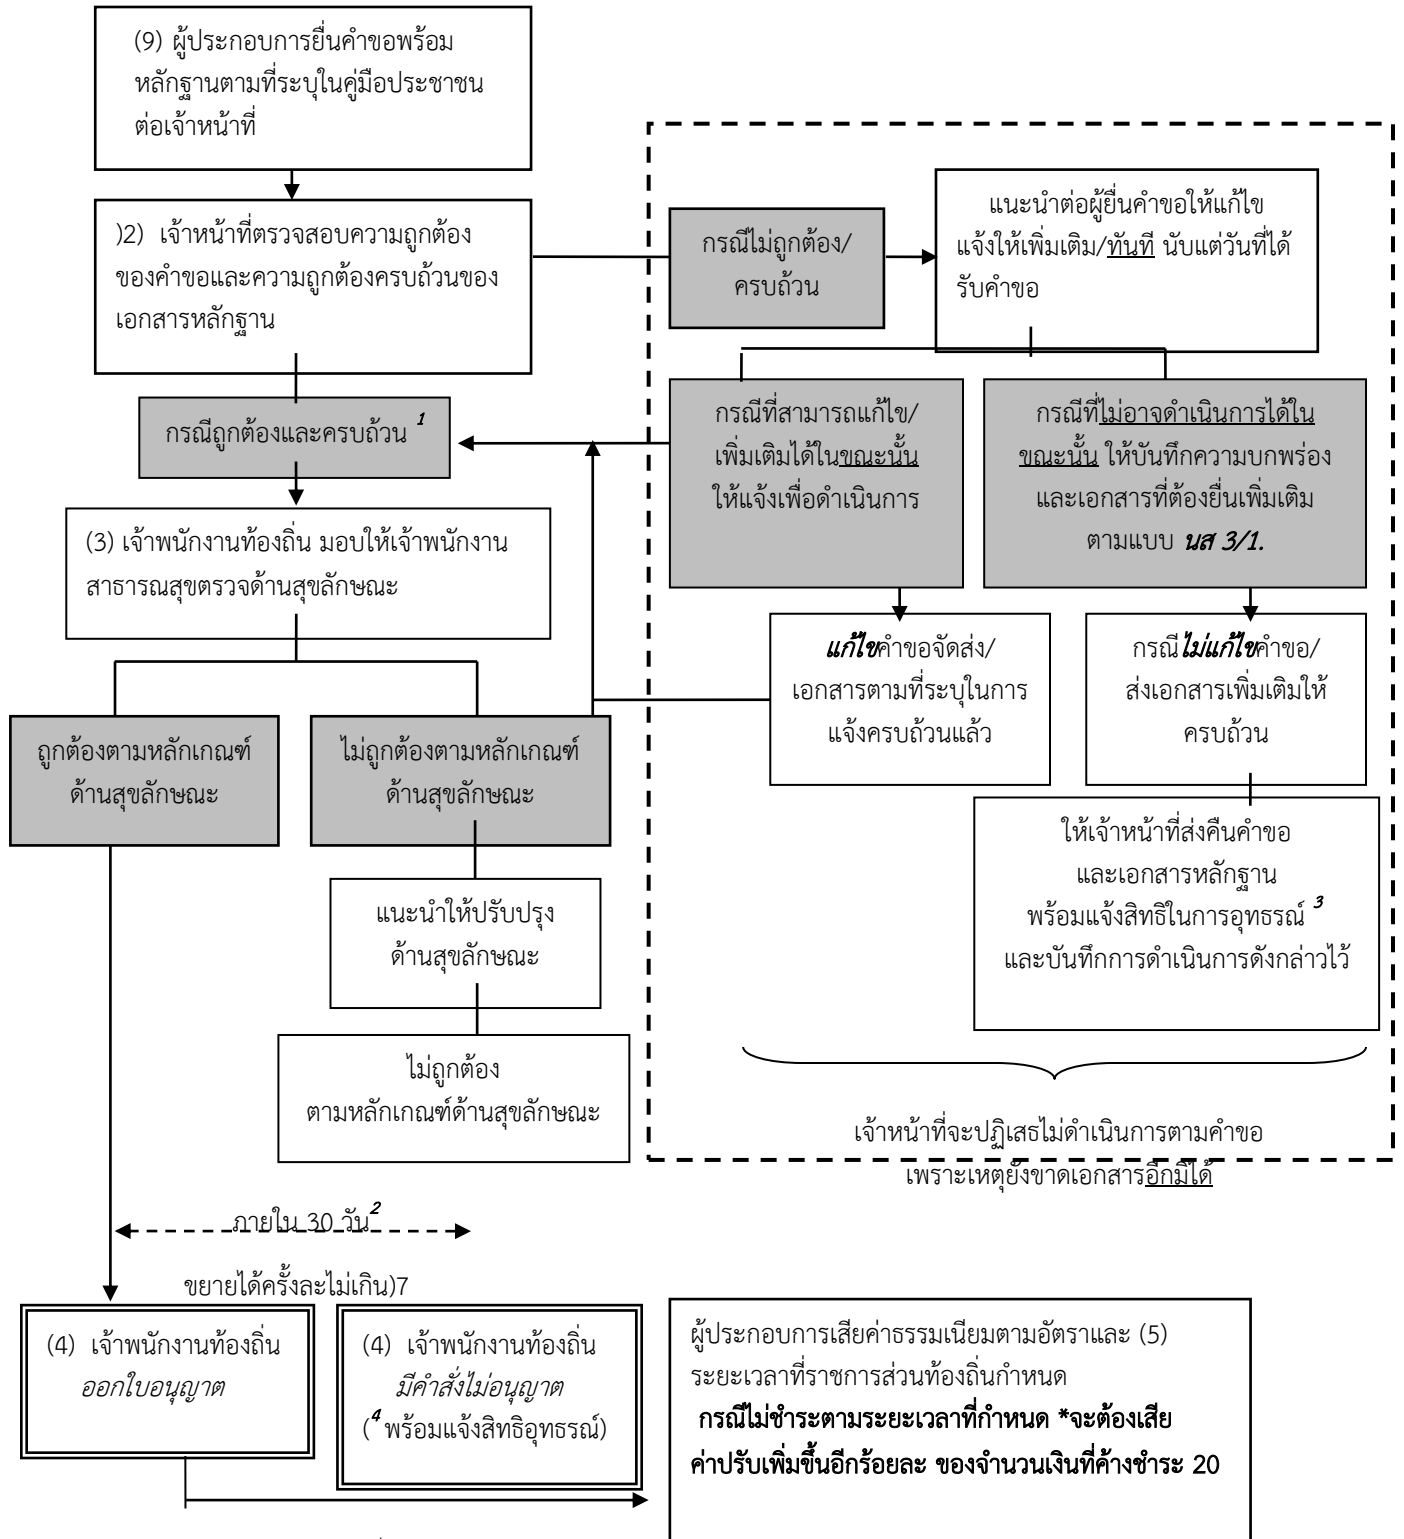 (9) ผู้ประกอบการยื่นคำขอพร้อม
หลักฐานตามที่ระบุในคู่มือประชาชน
ต่อเจ้าหน้าที่
)2) เจ้าหน้าที่ตรวจสอบความถูกต้อง
ของคำขอและความถูกต้องครบถ้วนของ
เอกสารหลักฐาน
กรณีไม่ถูกต้อง/
ครบถ้วน
แนะนำต่อผู้ยื่นคำขอให้แก้ไข
แจ้งให้เพิ่มเติม/ทันที นับแต่วันที่ได้
รับคำขอ
กรณีถูกต้องและครบถ้วน 1
กรณีที่สามารถแก้ไข/
เพิ่มเติมได้ในขณะนั้น
ให้แจ้งเพื่อดำเนินการ
กรณีที่ไม่อาจดำเนินการได้ใน
ขณะนั้น ให้บันทึกความบกพร่อง
และเอกสารที่ต้องยื่นเพิ่มเติม
ตามแบบ นส 3/1.
(3) เจ้าพนักงานท้องถิ่น มอบให้เจ้าพนักงาน
สาธารณสุขตรวจด้านสุขลักษณะ
แก้ไขคำขอจัดส่ง/
เอกสารตามที่ระบุในการ
แจ้งครบถ้วนแล้ว
กรณีไม่แก้ไขคำขอ/
ส่งเอกสารเพิ่มเติมให้
ครบถ้วน
ถูกต้องตามหลักเกณฑ์
ด้านสุขลักษณะ
ไม่ถูกต้องตามหลักเกณฑ์
ด้านสุขลักษณะ
ให้เจ้าหน้าที่ส่งคืนคำขอ
และเอกสารหลักฐาน
พร้อมแจ้งสิทธิในการอุทธรณ์ 3
และบันทึกการดำเนินการดังกล่าวไว้
แนะนำให้ปรับปรุง
ด้านสุขลักษณะ
ไม่ถูกต้อง
ตามหลักเกณฑ์ด้านสุขลักษณะ
เจ้าหน้าที่จะปฏิเสธไม่ดำเนินการตามคำขอ
เพราะเหตุยังขาดเอกสารอีกมิได้
ภายใน 30 วัน2
ขยายได้ครั้งละไม่เกิน)7
(4) เจ้าพนักงานท้องถิ่น
ออกใบอนุญาต
(4) เจ้าพนักงานท้องถิ่น
มีคำสั่งไม่อนุญาต
(4 พร้อมแจ้งสิทธิอุทธรณ์)
ผู้ประกอบการเสียค่าธรรมเนียมตามอัตราและ (5)
ระยะเวลาที่ราชการส่วนท้องถิ่นกำหนด
กรณีไม่ชำระตามระยะเวลาที่กำหนด *จะต้องเสีย
ค่าปรับเพิ่มขึ้นอีกร้อยละ ของจำนวนเงินที่ค้างชำระ 20